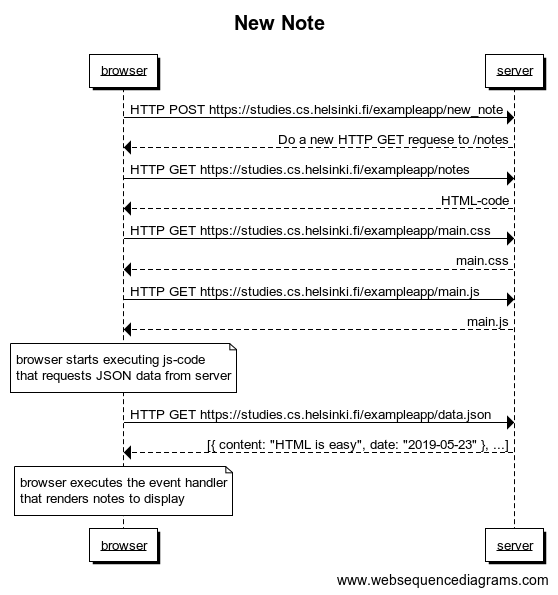 New Note
browser
server
HTTP POST https://studies.cs.helsinki.fi/exampleapp/new_note
Do a new HTTP GET requese to /notes
HTTP GET https://studies.cs.helsinki.fi/exampleapp/notes
HTML-code
HTTP GET https://studies.cs.helsinki.fi/exampleapp/main.css
main.css
HTTP GET https://studies.cs.helsinki.fi/exampleapp/main.js
main.js
browser starts executing js-code
that requests JSON data from server
HTTP GET https://studies.cs.helsinki.fi/exampleapp/data.json
[{ content: "HTML is easy", date: "2019-05-23" }, ...]
browser executes the event handler
that renders notes to display
browser
server
www.websequencediagrams.com